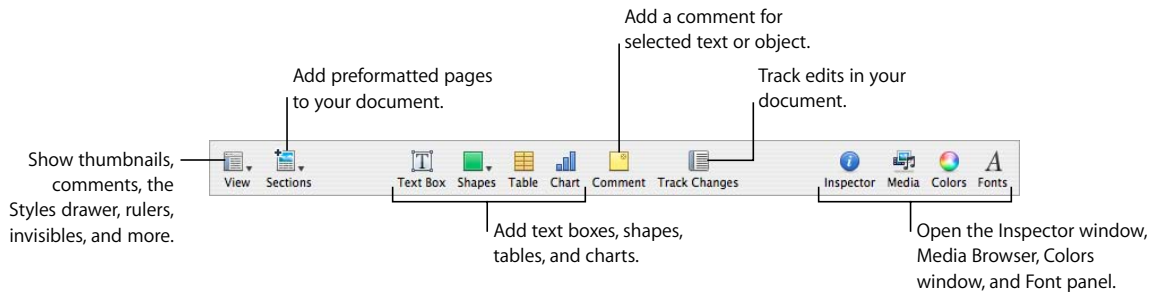 Add a comment for
selected text or object.
Add preformatted pages
to your document.
Track edits in your
document.
Show thumbnails,
comments, the
Styles drawer, rulers,
invisibles, and more.
View Sections Text Box Shapes Table Chart Comment Track Changes Inspector Media Colors Fonts
Add text boxes, shapes,
tables, and charts.
Open the Inspector window,
Media Browser, Colors
window, and Font panel.